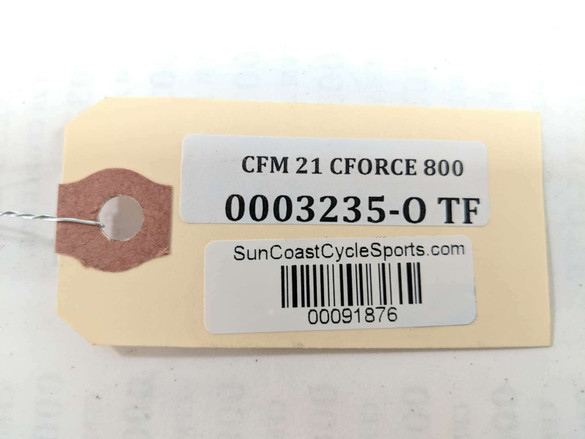 CFM 21 CFORCE 800
0003235-O TF
SunCoastCycleSports.com
00091876